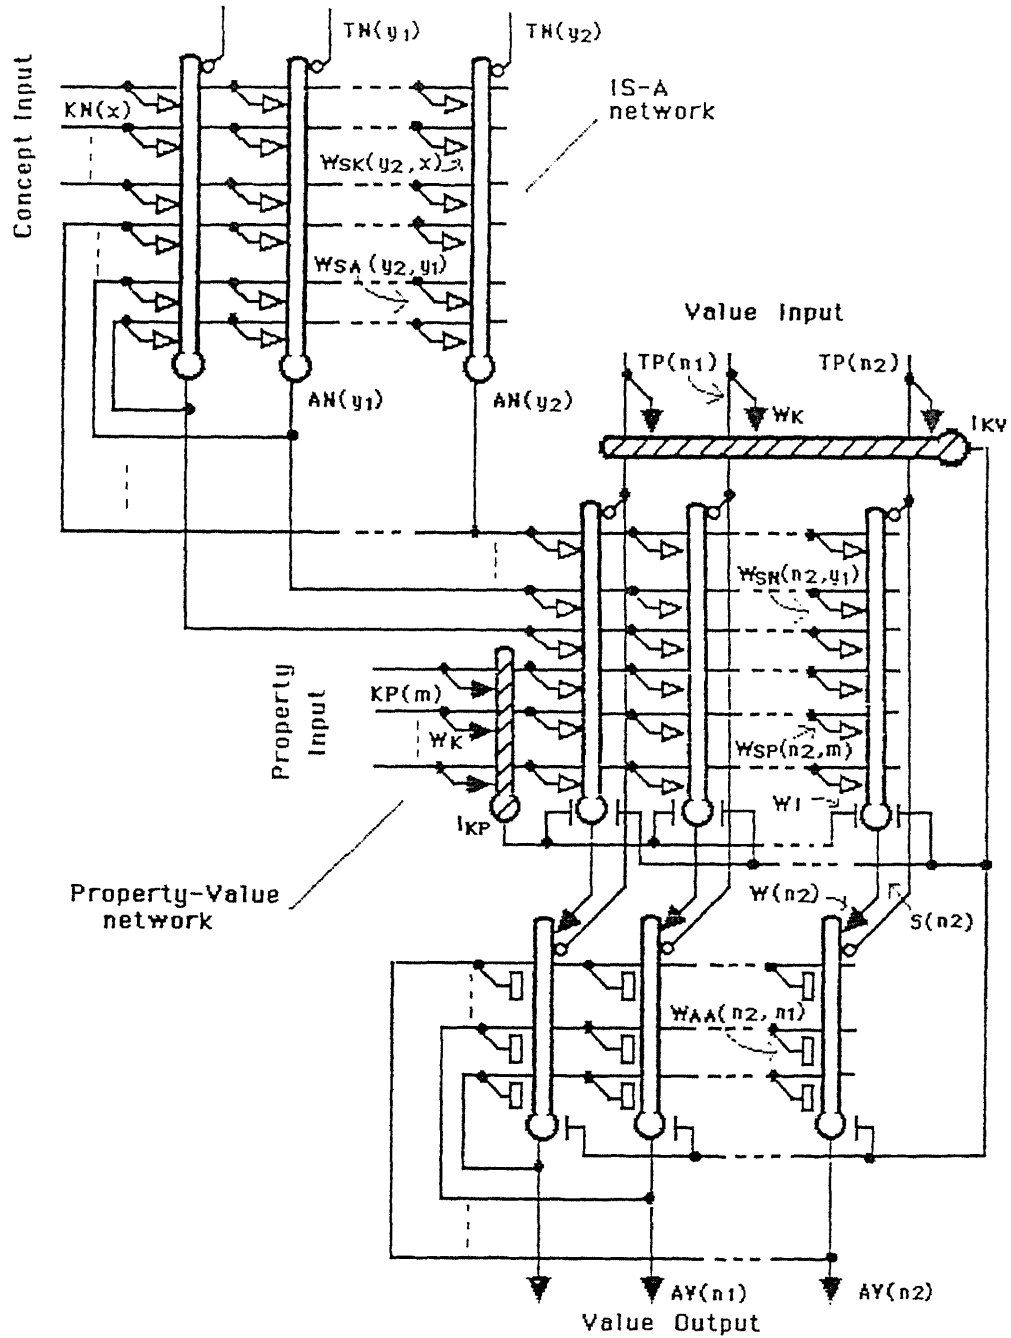 TN(y1)
TN(y2)
Concept Input
KN(x)
IS-A
network
WSK(y2,x)
WSA(y2,y1)
AN(y1)
AN(y2)
Value Input
TP(n1)
TP(n2)
WK
IKV
WSN(n2,y1)
Property
Input
KP(m)
WK
WSP(n2,m)
WI
IKP
Property-Value
network
W(n2)
S(n2)
WAA(n2,n1)
AV(n1)
AV(n2)
Value Output